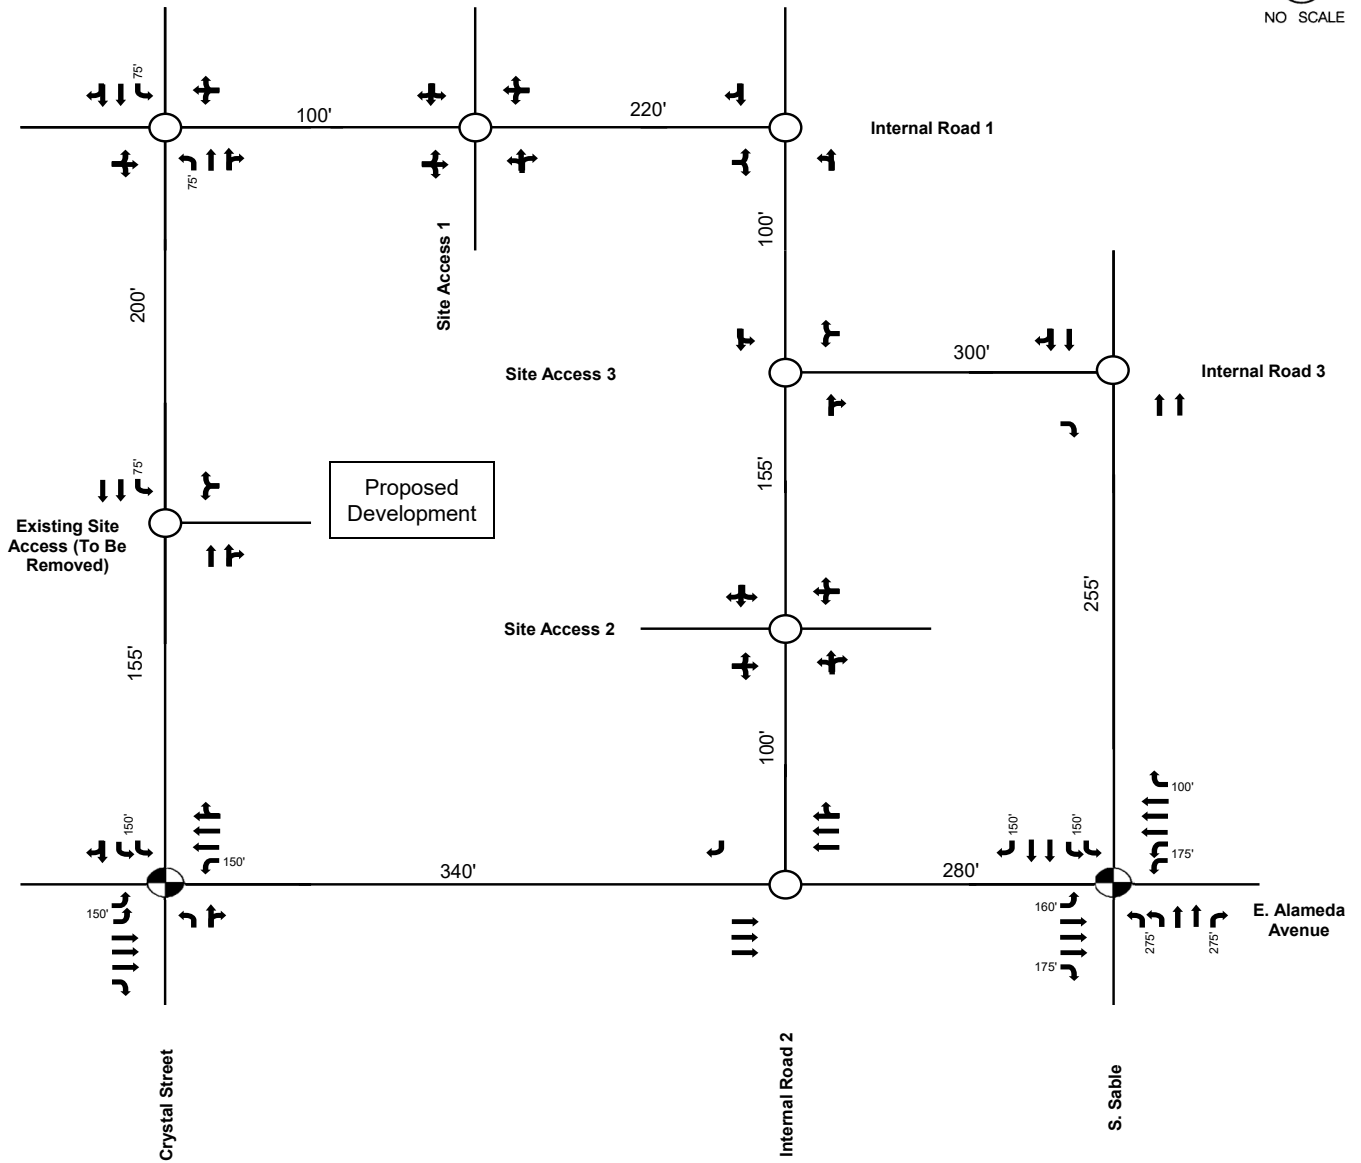 NO SCALE
75'
100'
220'
Internal Road 1
75'
Site Access 1
100'
200'
Site Access 3
300'
Internal Road 3
75'
Proposed
Development
155'
Existing Site
Access (To Be
Removed)
255'
Site Access 2
155'
100'
100'
150'
150'
150'
150'
175'
340'
280'
150'
160'
275'
275'
175'
E. Alameda
Avenue
Crystal Street
Internal Road 2
S. Sable